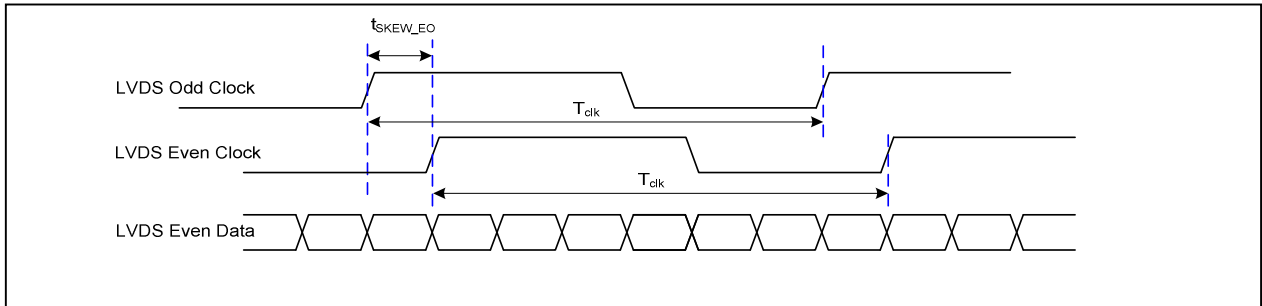 tSKEW_EO
LVDS Odd Clock
Tclk
LVDS Even Clock
Tclk
LVDS Even Data